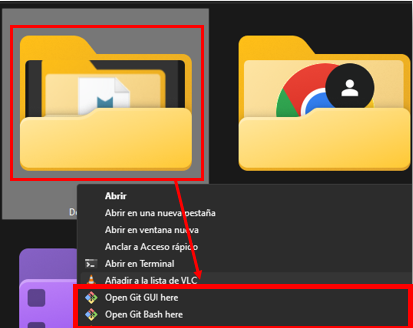 Abrir
Abrir en una nueva pestaña
Abrir en ventana nueva
Anclar a Acceso rápido
Abrir en Terminal
Añadir a la lista de VLC
Open Git GUI here
Open Git Bash here